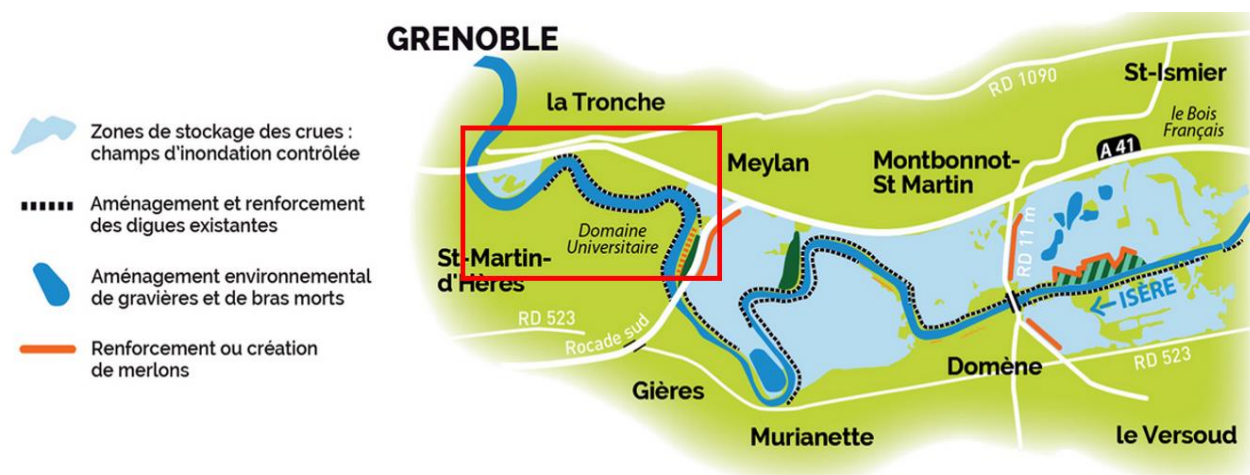 GRENOBLE
la Tronche
RD 1090
St-Ismier
le Bois
Français
A 41
Meylan
Montbonnot-
St Martin
Zones de stockage des crues :
champs d'inondation contrôlée
Aménagement et renforcement
des digues existantes
Aménagement environnemental
de gravières et de bras morts
Renforcement ou création
de merlons
Domaine
Universitaire
St-Martin-
d'Hères
RD 11 m
ISÈRE
RD 523
Rocade sud
RD 523
Domène
Gières
Murianette
le Versoud